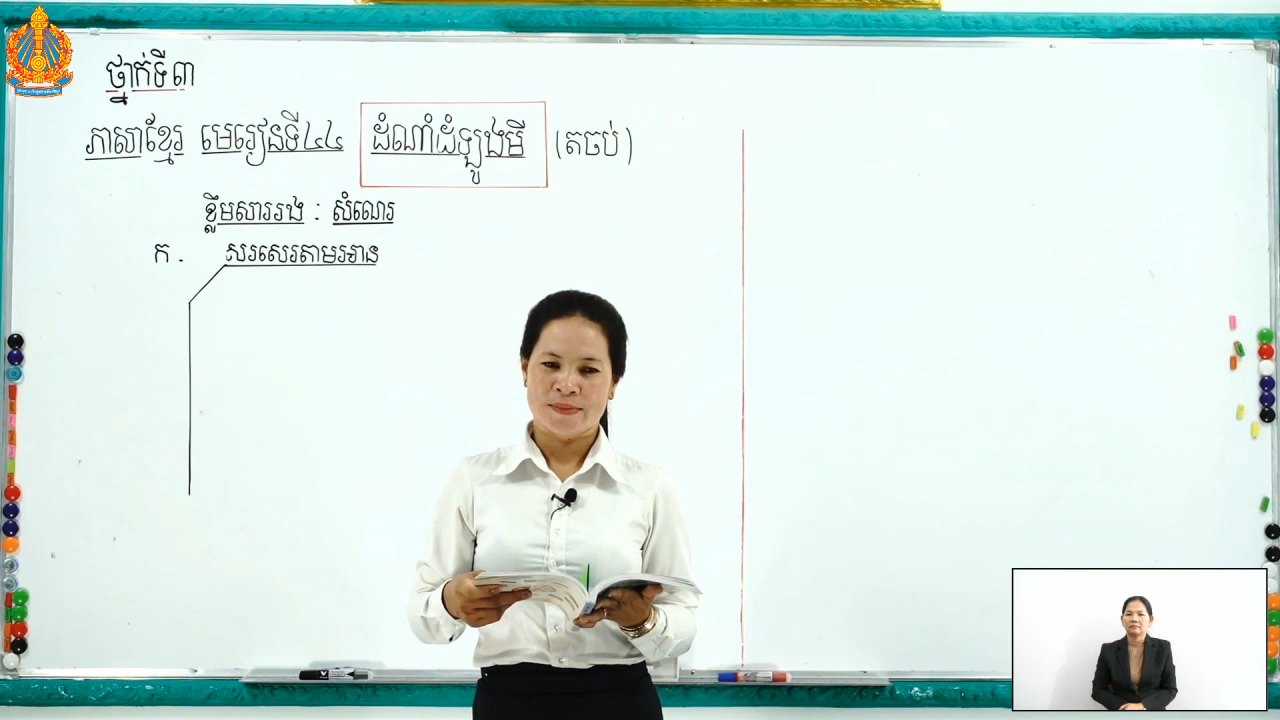 ថ្នាក់ទី៣
ភាសាខ្មែរ មេរៀនទី៤៤ ដំណាំដំឡូងមី (តចប់)
ខ្លឹមសាររង : សំណេរ
ក. សរសេរតាមអាន